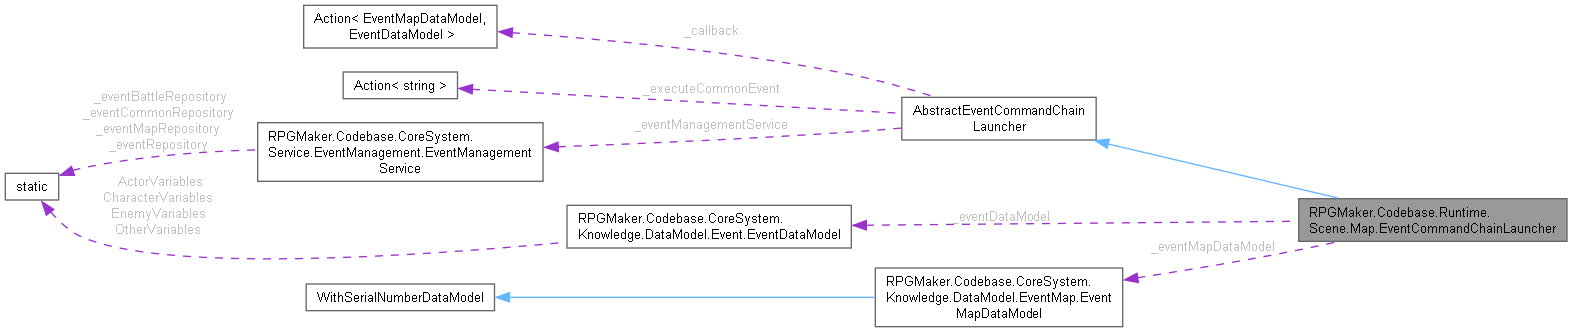 Action< EventMapDataModel,
EventDataModel >
_callback
Action< string >
_executeCommonEvent
AbstractEventCommandChain
Launcher
_eventBattleRepository
_eventCommonRepository
_eventMapRepository
_eventRepository
RPGMaker.Codebase.CoreSystem.
Service.EventManagement.EventManagement
Service
_eventManagementService
static
ActorVariables
CharacterVariables
EnemyVariables
OtherVariables
RPGMaker.Codebase.CoreSystem.
Knowledge.DataModel.Event.EventDataModel
_eventDataModel
RPGMaker.Codebase.Runtime.
Scene.Map.EventCommandChainLauncher
_eventMapDataModel
WithSerialNumberDataModel
RPGMaker.Codebase.CoreSystem.
Knowledge.DataModel.EventMap.Event
MapDataModel